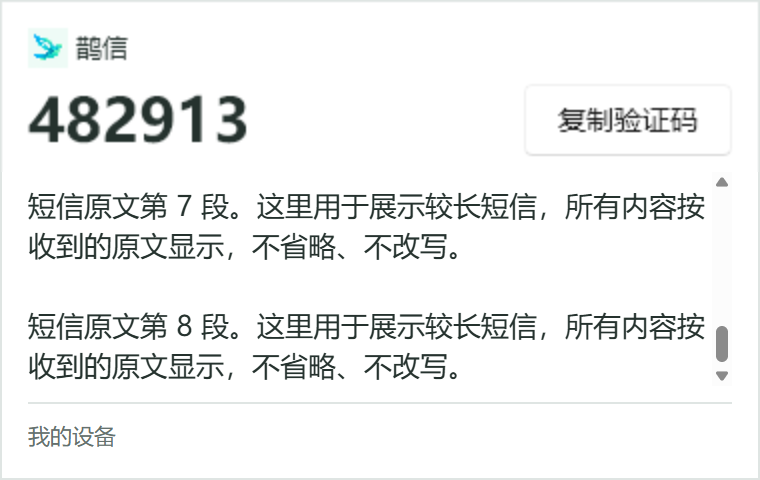 鹊信
482913
复制验证码
短信原文第 7 段。这里用于展示较长短信，所有内容按
收到的原文显示，不省略、不改写。
短信原文第 8 段。这里用于展示较长短信，所有内容按
收到的原文显示，不省略、不改写。
我的设备